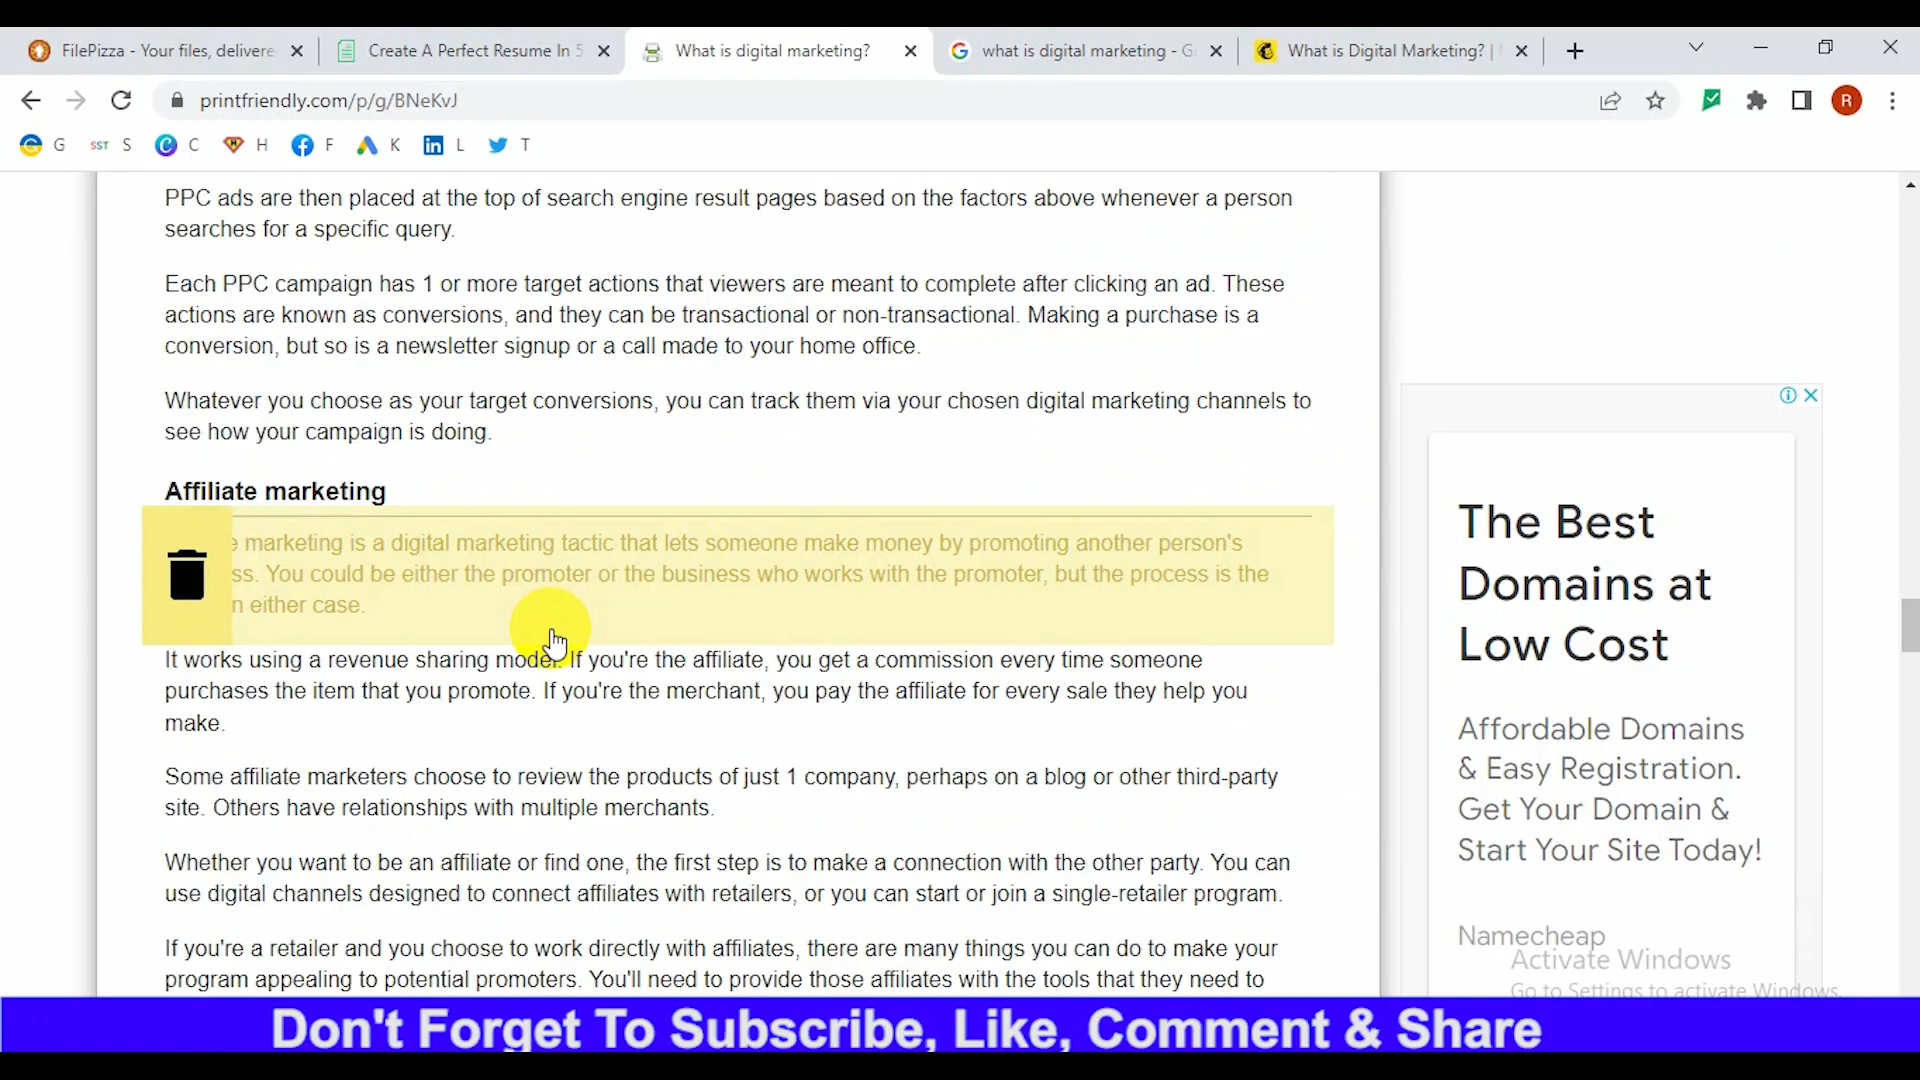 FilePizza - Your files, delivere
Create A Perfect Resume In 5
What is digital marketing?
what is digital marketing - G
What is Digital Marketing? |
printfriendly.com/p/g/BNeKvJ
R
G SST S C H F K L T
PPC ads are then placed at the top of search engine result pages based on the factors above whenever a person
searches for a specific query.
Each PPC campaign has 1 or more target actions that viewers are meant to complete after clicking an ad. These
actions are known as conversions, and they can be transactional or non-transactional. Making a purchase is a
conversion, but so is a newsletter signup or a call made to your home office.
Whatever you choose as your target conversions, you can track them via your chosen digital marketing channels to
see how your campaign is doing.
Affiliate marketing
e marketing is a digital marketing tactic that lets someone make money by promoting another person's
ss. You could be either the promoter or the business who works with the promoter, but the process is the
n either case.
It works using a revenue sharing model. If you're the affiliate, you get a commission every time someone
purchases the item that you promote. If you're the merchant, you pay the affiliate for every sale they help you
make.
Some affiliate marketers choose to review the products of just 1 company, perhaps on a blog or other third-party
site. Others have relationships with multiple merchants.
Whether you want to be an affiliate or find one, the first step is to make a connection with the other party. You can
use digital channels designed to connect affiliates with retailers, or you can start or join a single-retailer program.
If you're a retailer and you choose to work directly with affiliates, there are many things you can do to make your
program appealing to potential promoters. You'll need to provide those affiliates with the tools that they need to
The Best
Domains at
Low Cost
Affordable Domains
& Easy Registration.
Get Your Domain &
Start Your Site Today!
Namecheap
Activate Windows
Go to Settings to activate Windows.
Don't Forget To Subscribe, Like, Comment & Share